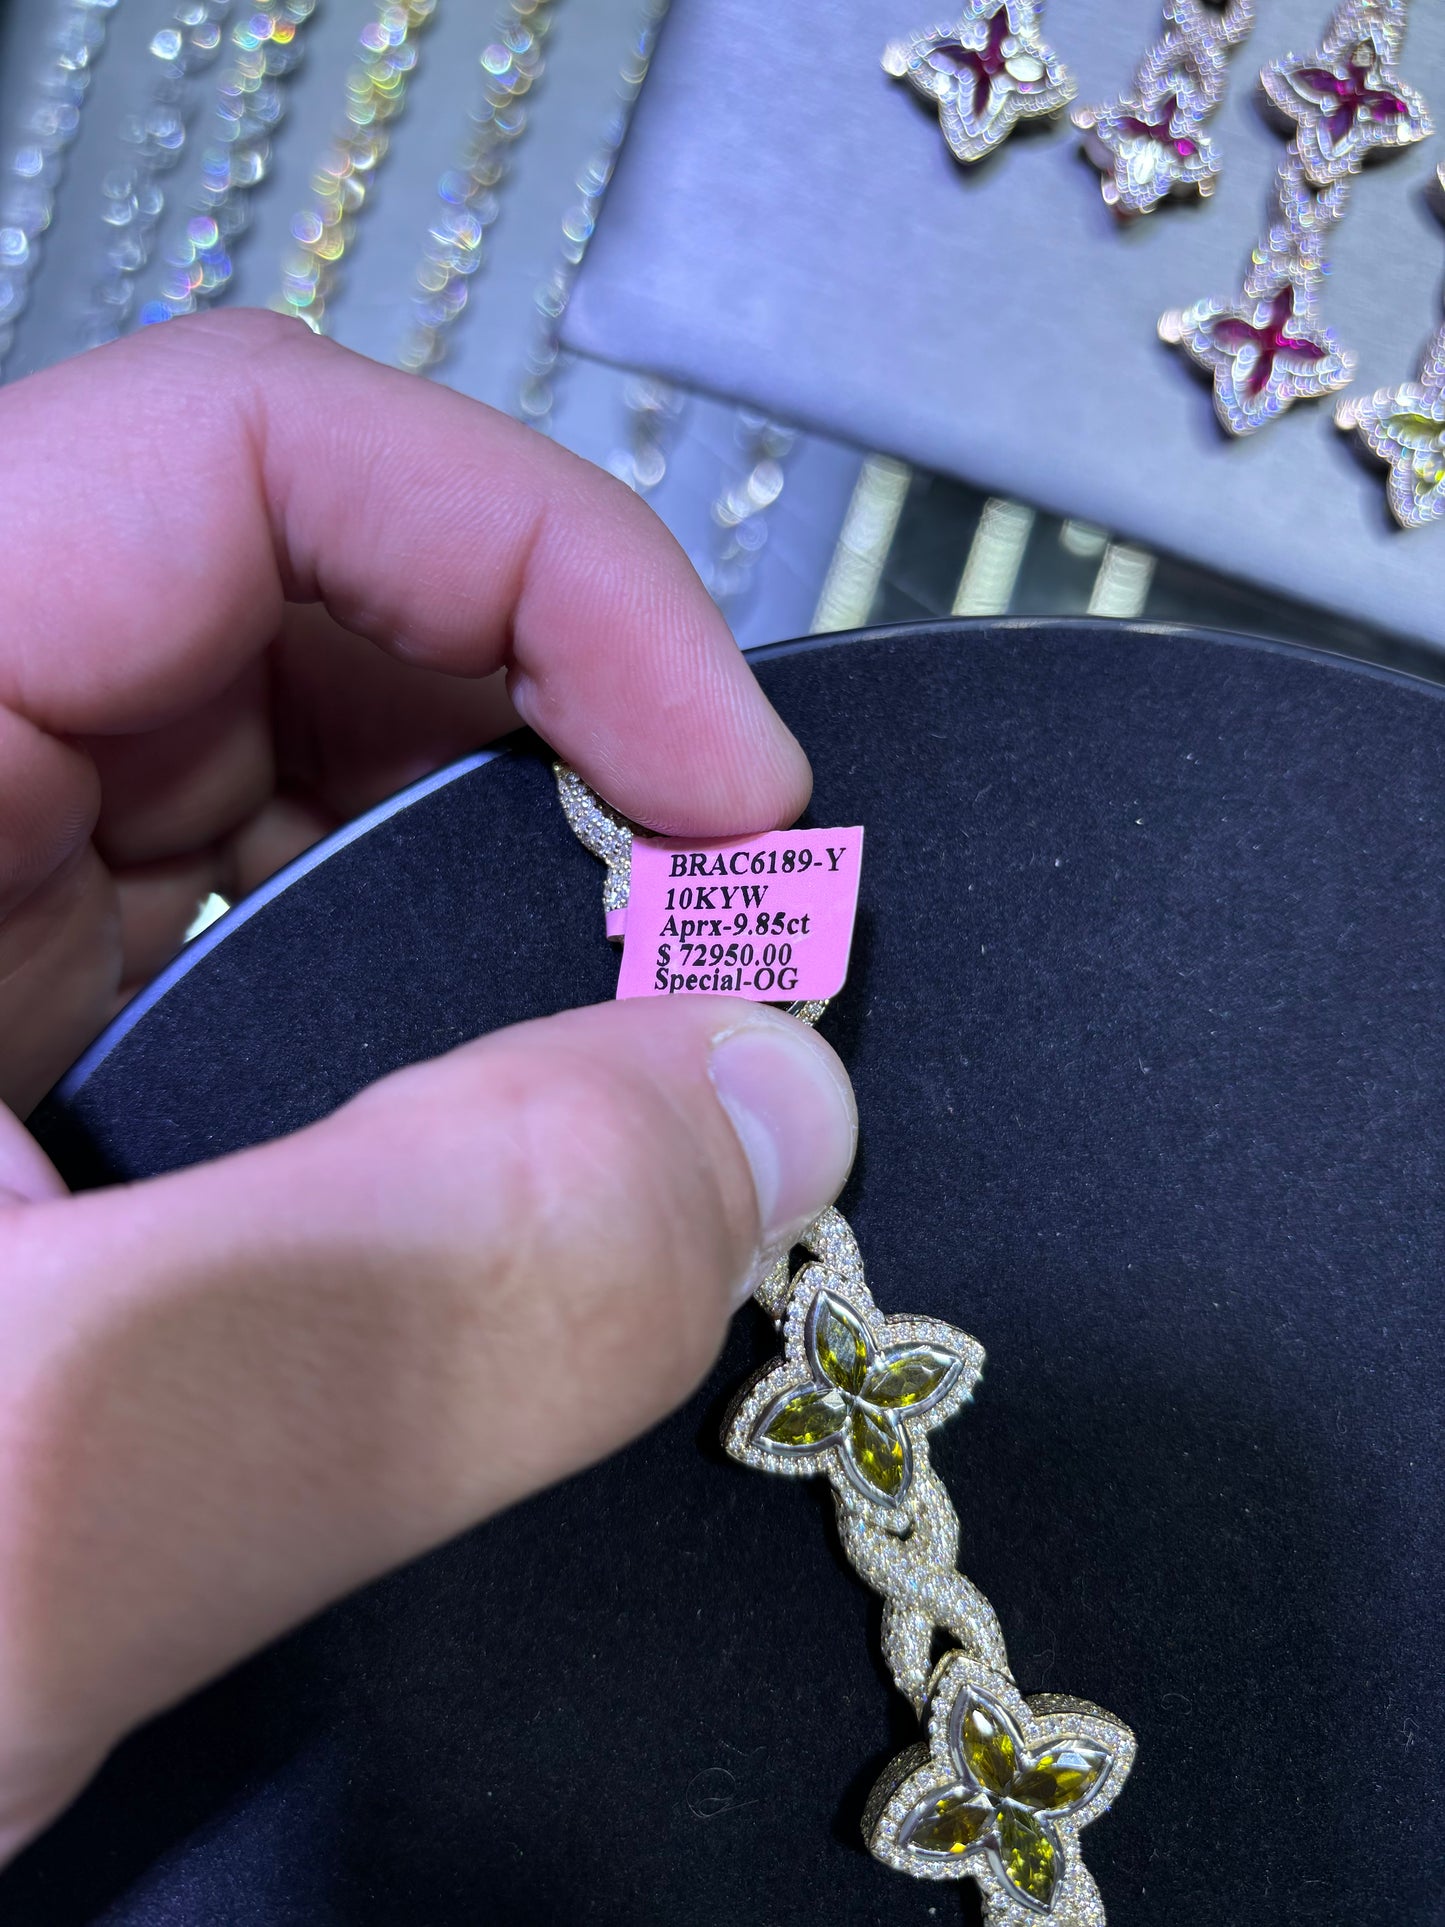 BRAC6189-Y
10KYW
Aprx-9.85ct
$ 72950.00
Special-OG